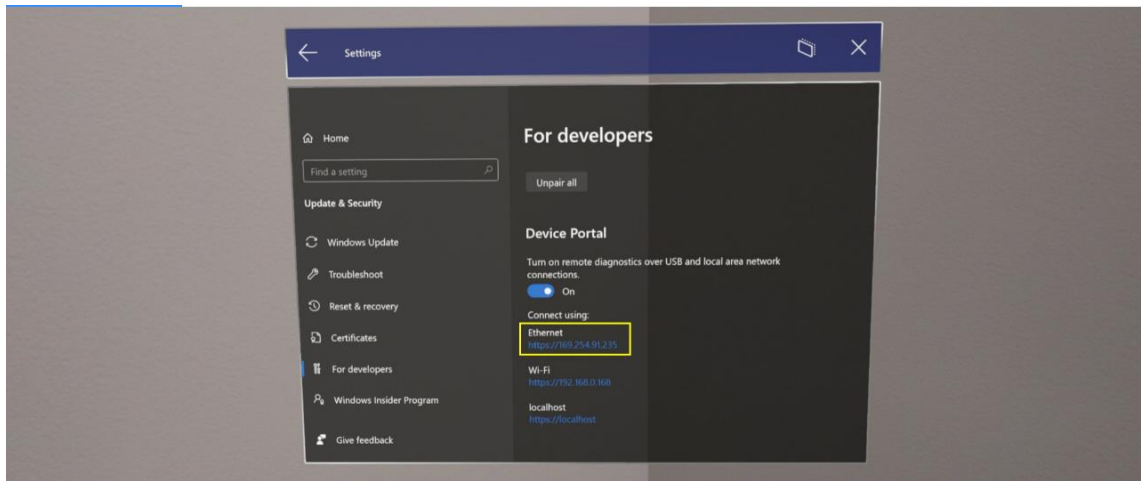 Settings
Home
Find a setting
Update & Security
Windows Update
Troubleshoot
Reset & recovery
Certificates
For developers
Windows Insider Program
Give feedback
For developers
Unpair all
Device Portal
Turn on remote diagnostics over USB and local area network
connections.
On
Connect using:
Ethernet
https://169.254.91.235
Wi-Fi
https://192.168.0.168
localhost
https://localhost